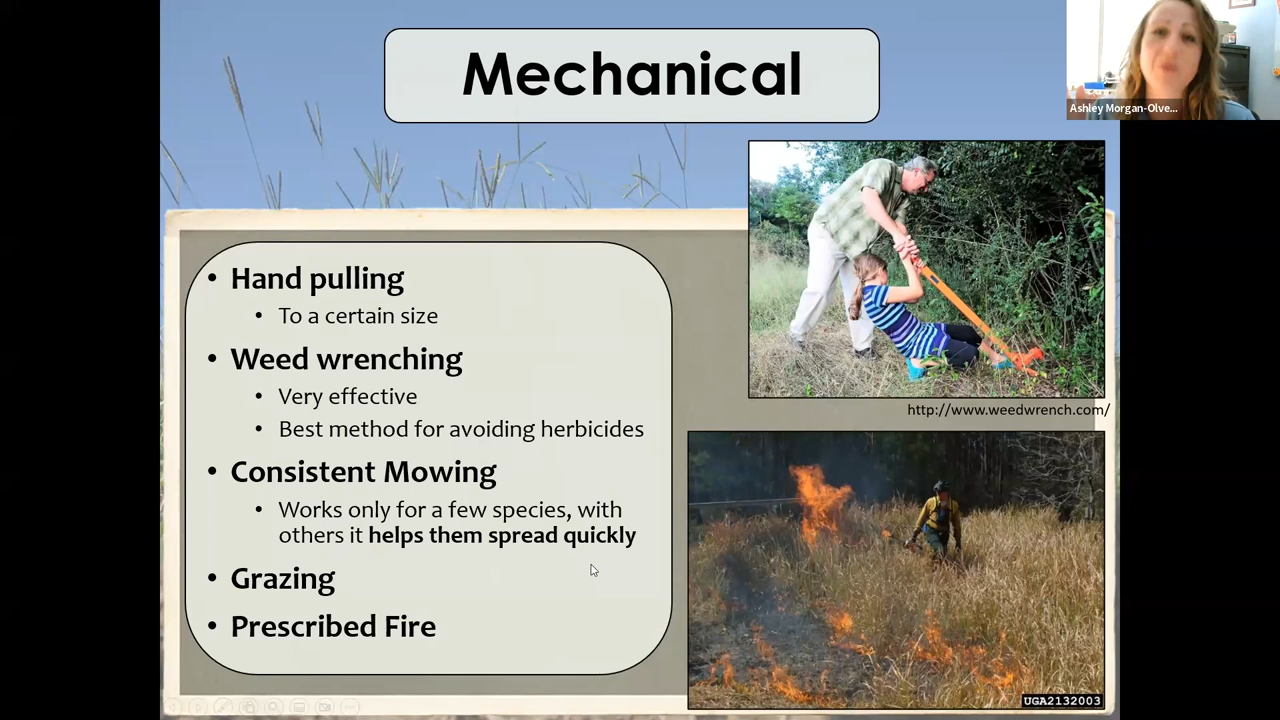 Mechanical
Ashley Morgan-Olve...
• Hand pulling
• To a certain size
• Weed wrenching
• Very effective
• Best method for avoiding herbicides
• Consistent Mowing
• Works only for a few species, with
others it helps them spread quickly
• Grazing
• Prescribed Fire
http://www.weedwrench.com/
UGA2132003